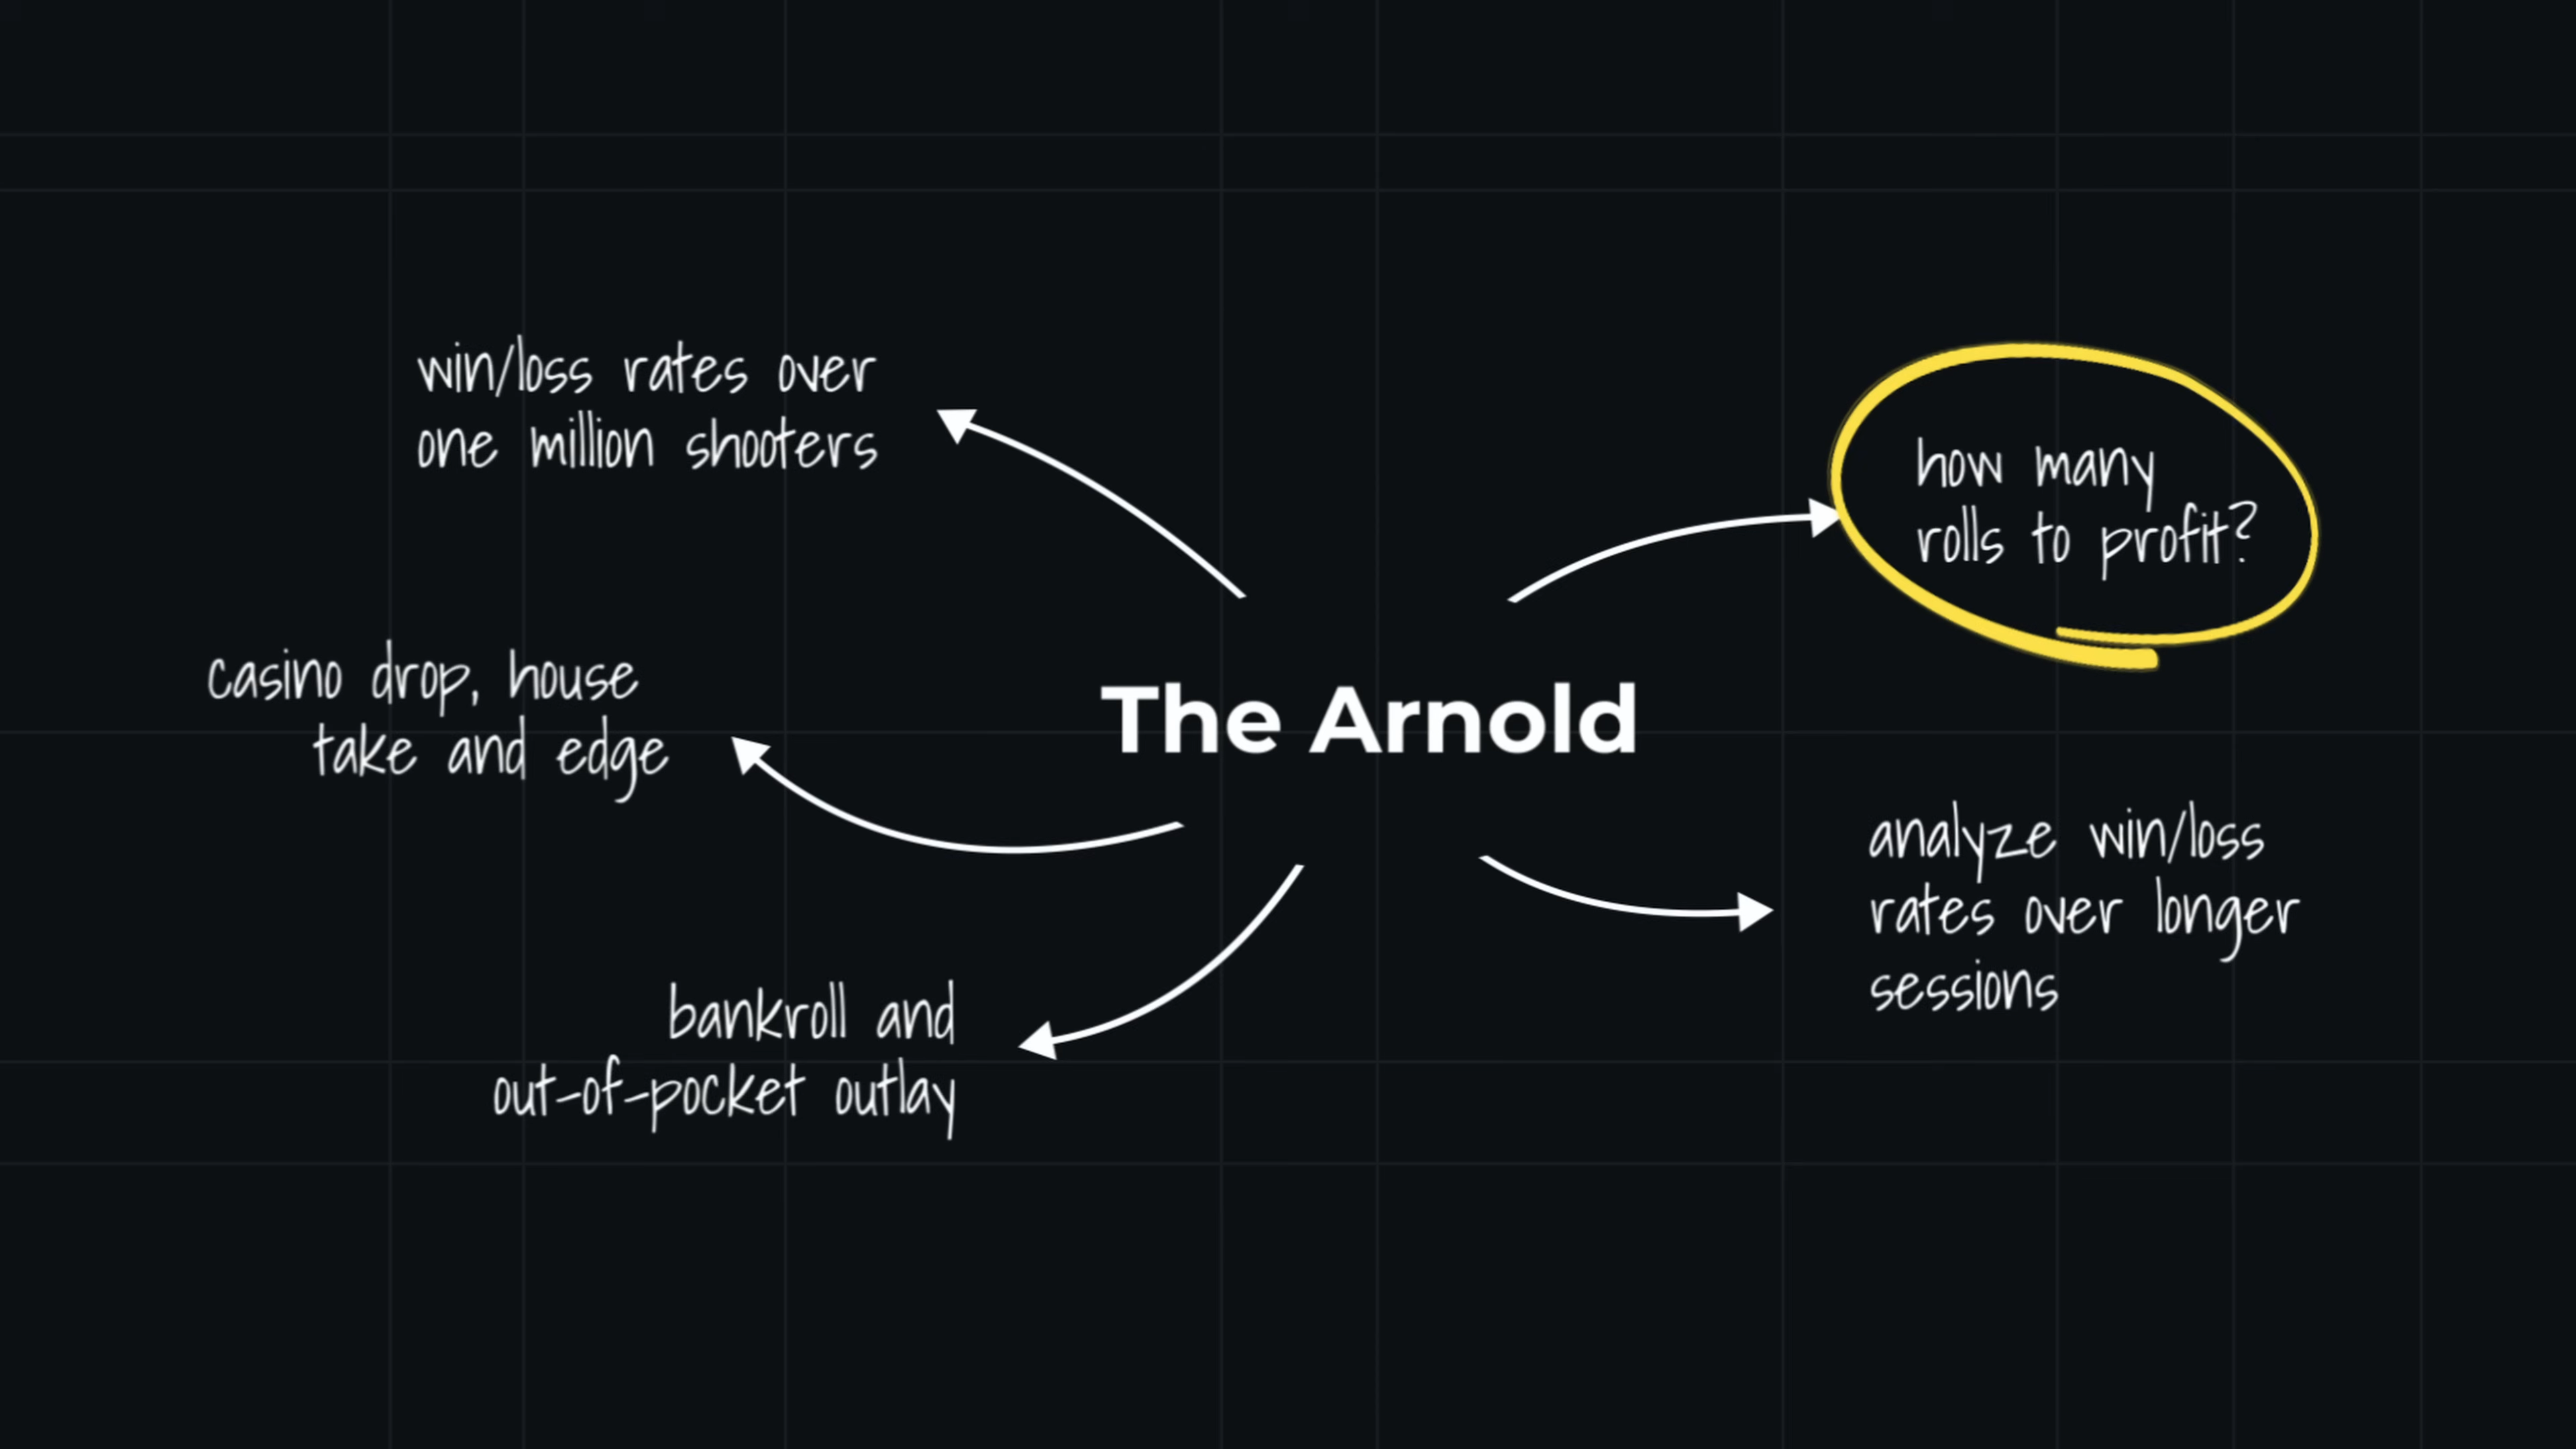 win/loss rates over
one million shooters
how many
rolls to profit?
casino drop, house
take and edge
The Arnold
analyze win/loss
rates over longer
sessions
bankroll and
out-of-pocket outlay